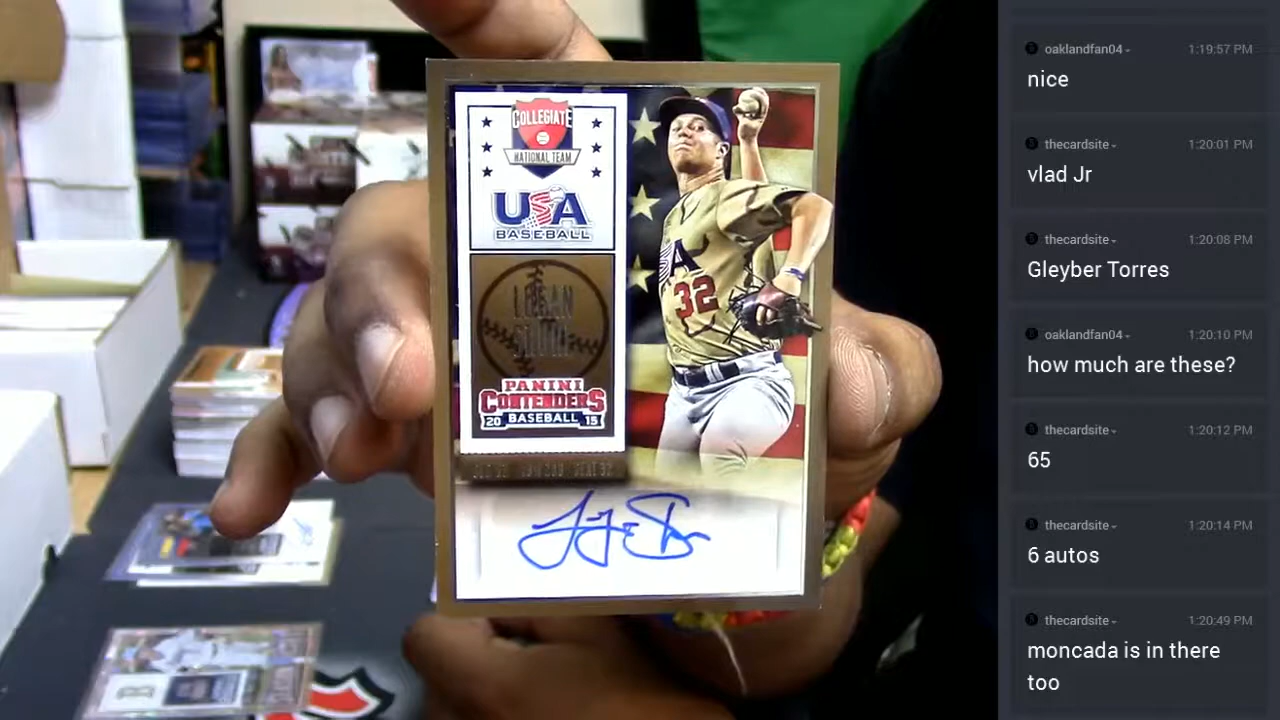 COLLEGIATE
NATIONAL TEAM
USA
BASEBALL
PANINI
CONTENDERS
20 BASEBALL 15
A
32
oaklandfan04 1:19:57 PM
nice
thecardsite 1:20:01 PM
vlad Jr
thecardsite 1:20:08 PM
Gleyber Torres
oaklandfan04 1:20:10 PM
how much are these?
thecardsite 1:20:12 PM
65
thecardsite 1:20:14 PM
6 autos
thecardsite 1:20:49 PM
moncada is in there
too